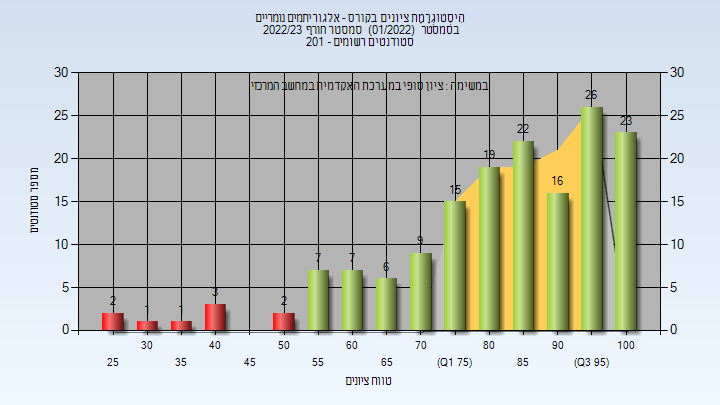 היסטוגרמת ציונים בקורס - אלגוריתמים נומריים
בסמסטר (01/2022) סמסטר חורף 2022/23
סטודנטים רשומים - 201
במשימה : ציון סופי במערכת האקדמית במחשב המרכזי
מספר סטודנטים
30 30
25 25
20 20
15 15
10 10
5 5
0 0
2 1 1 3 2 7 7 6 9 15 19 22 16 26 23
30 40 50 60 70 80 90 100
25 35 45 55 65 (Q1 75) 85 (Q3 95)
טווח ציונים